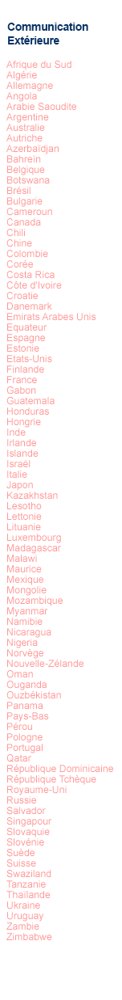 Communication
Extérieure
Afrique du Sud
Algérie
Allemagne
Angola
Arabie Saoudite
Argentine
Australie
Autriche
Azerbaïdjan
Bahreïn
Belgique
Botswana
Brésil
Bulgarie
Cameroun
Canada
Chili
Chine
Colombie
Corée
Costa Rica
Côte d'Ivoire
Croatie
Danemark
Emirats Arabes Unis
Equateur
Espagne
Estonie
Etats-Unis
Finlande
France
Gabon
Guatemala
Honduras
Hongrie
Inde
Irlande
Islande
Israël
Italie
Japon
Kazakhstan
Lesotho
Lettonie
Lituanie
Luxembourg
Madagascar
Malawi
Maurice
Mexique
Mongolie
Mozambique
Myanmar
Namibie
Nicaragua
Nigeria
Norvège
Nouvelle-Zélande
Oman
Ouganda
Ouzbékistan
Panama
Pays-Bas
Pérou
Pologne
Portugal
Qatar
République Dominicaine
République Tchèque
Royaume-Uni
Russie
Salvador
Singapour
Slovaquie
Slovénie
Suède
Suisse
Swaziland
Tanzanie
Thaïlande
Ukraine
Uruguay
Zambie
Zimbabwe